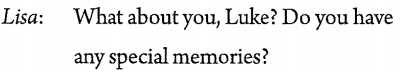 Lisa: What about you, Luke? Do you have
any special memories?